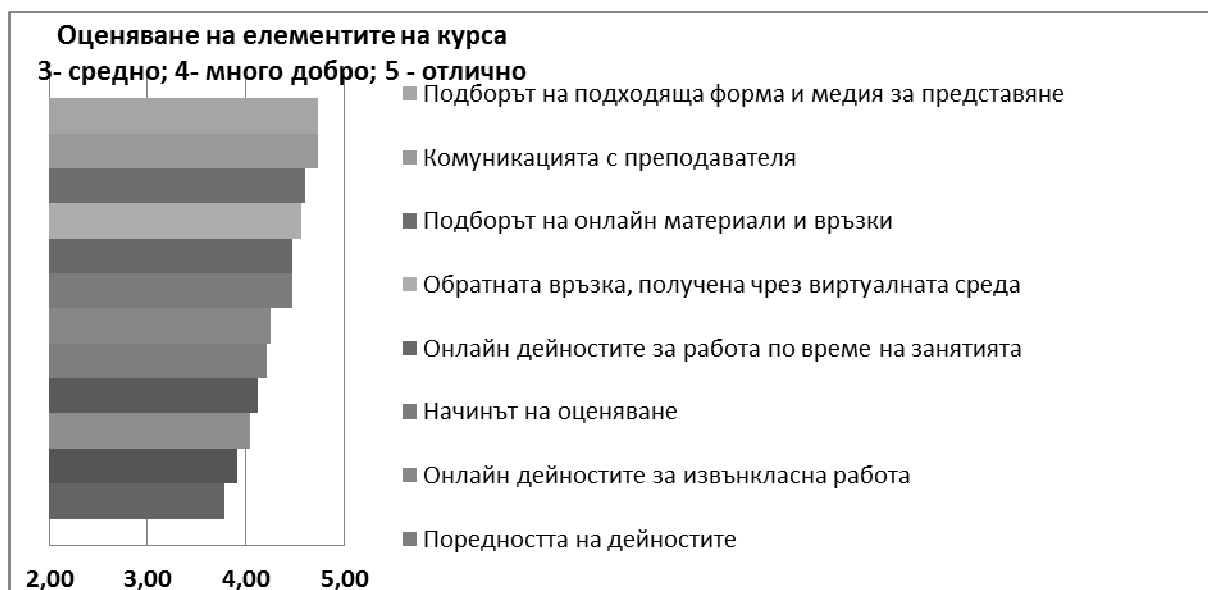 Оценяване на елементите на курса
3- средно; 4- много добро; 5 - отлично
Подборът на подходяща форма и медия за представяне
Комуникацията с преподавателя
Подборът на онлайн материали и връзки
Обратната връзка, получена чрез виртуалната среда
Онлайн дейностите за работа по време на занятията
Начинът на оценяване
Онлайн дейностите за извънкласна работа
Поредността на дейностите
2,00 3,00 4,00 5,00